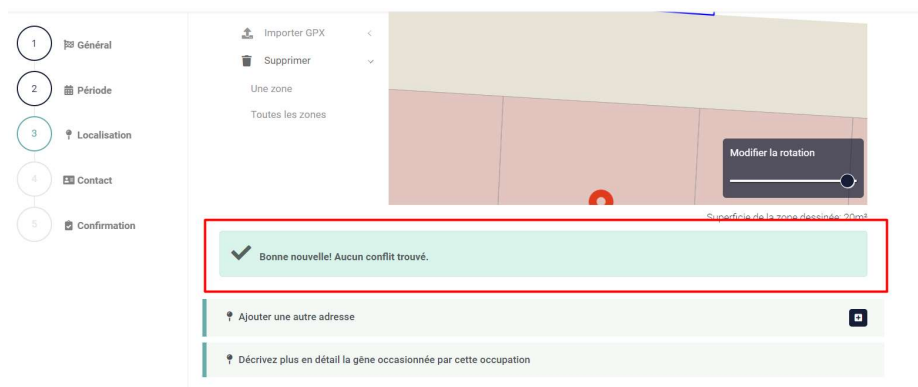 1 Général
2 Période
3 Localisation
4 Contact
5 Confirmation
Importer GPX
Supprimer
Une zone
Toutes les zones
Modifier la rotation
Superficie de la zone dessinée: 20m²
Bonne nouvelle! Aucun conflit trouvé.
Ajouter une autre adresse
Décrivez plus en détail la gêne occasionnée par cette occupation